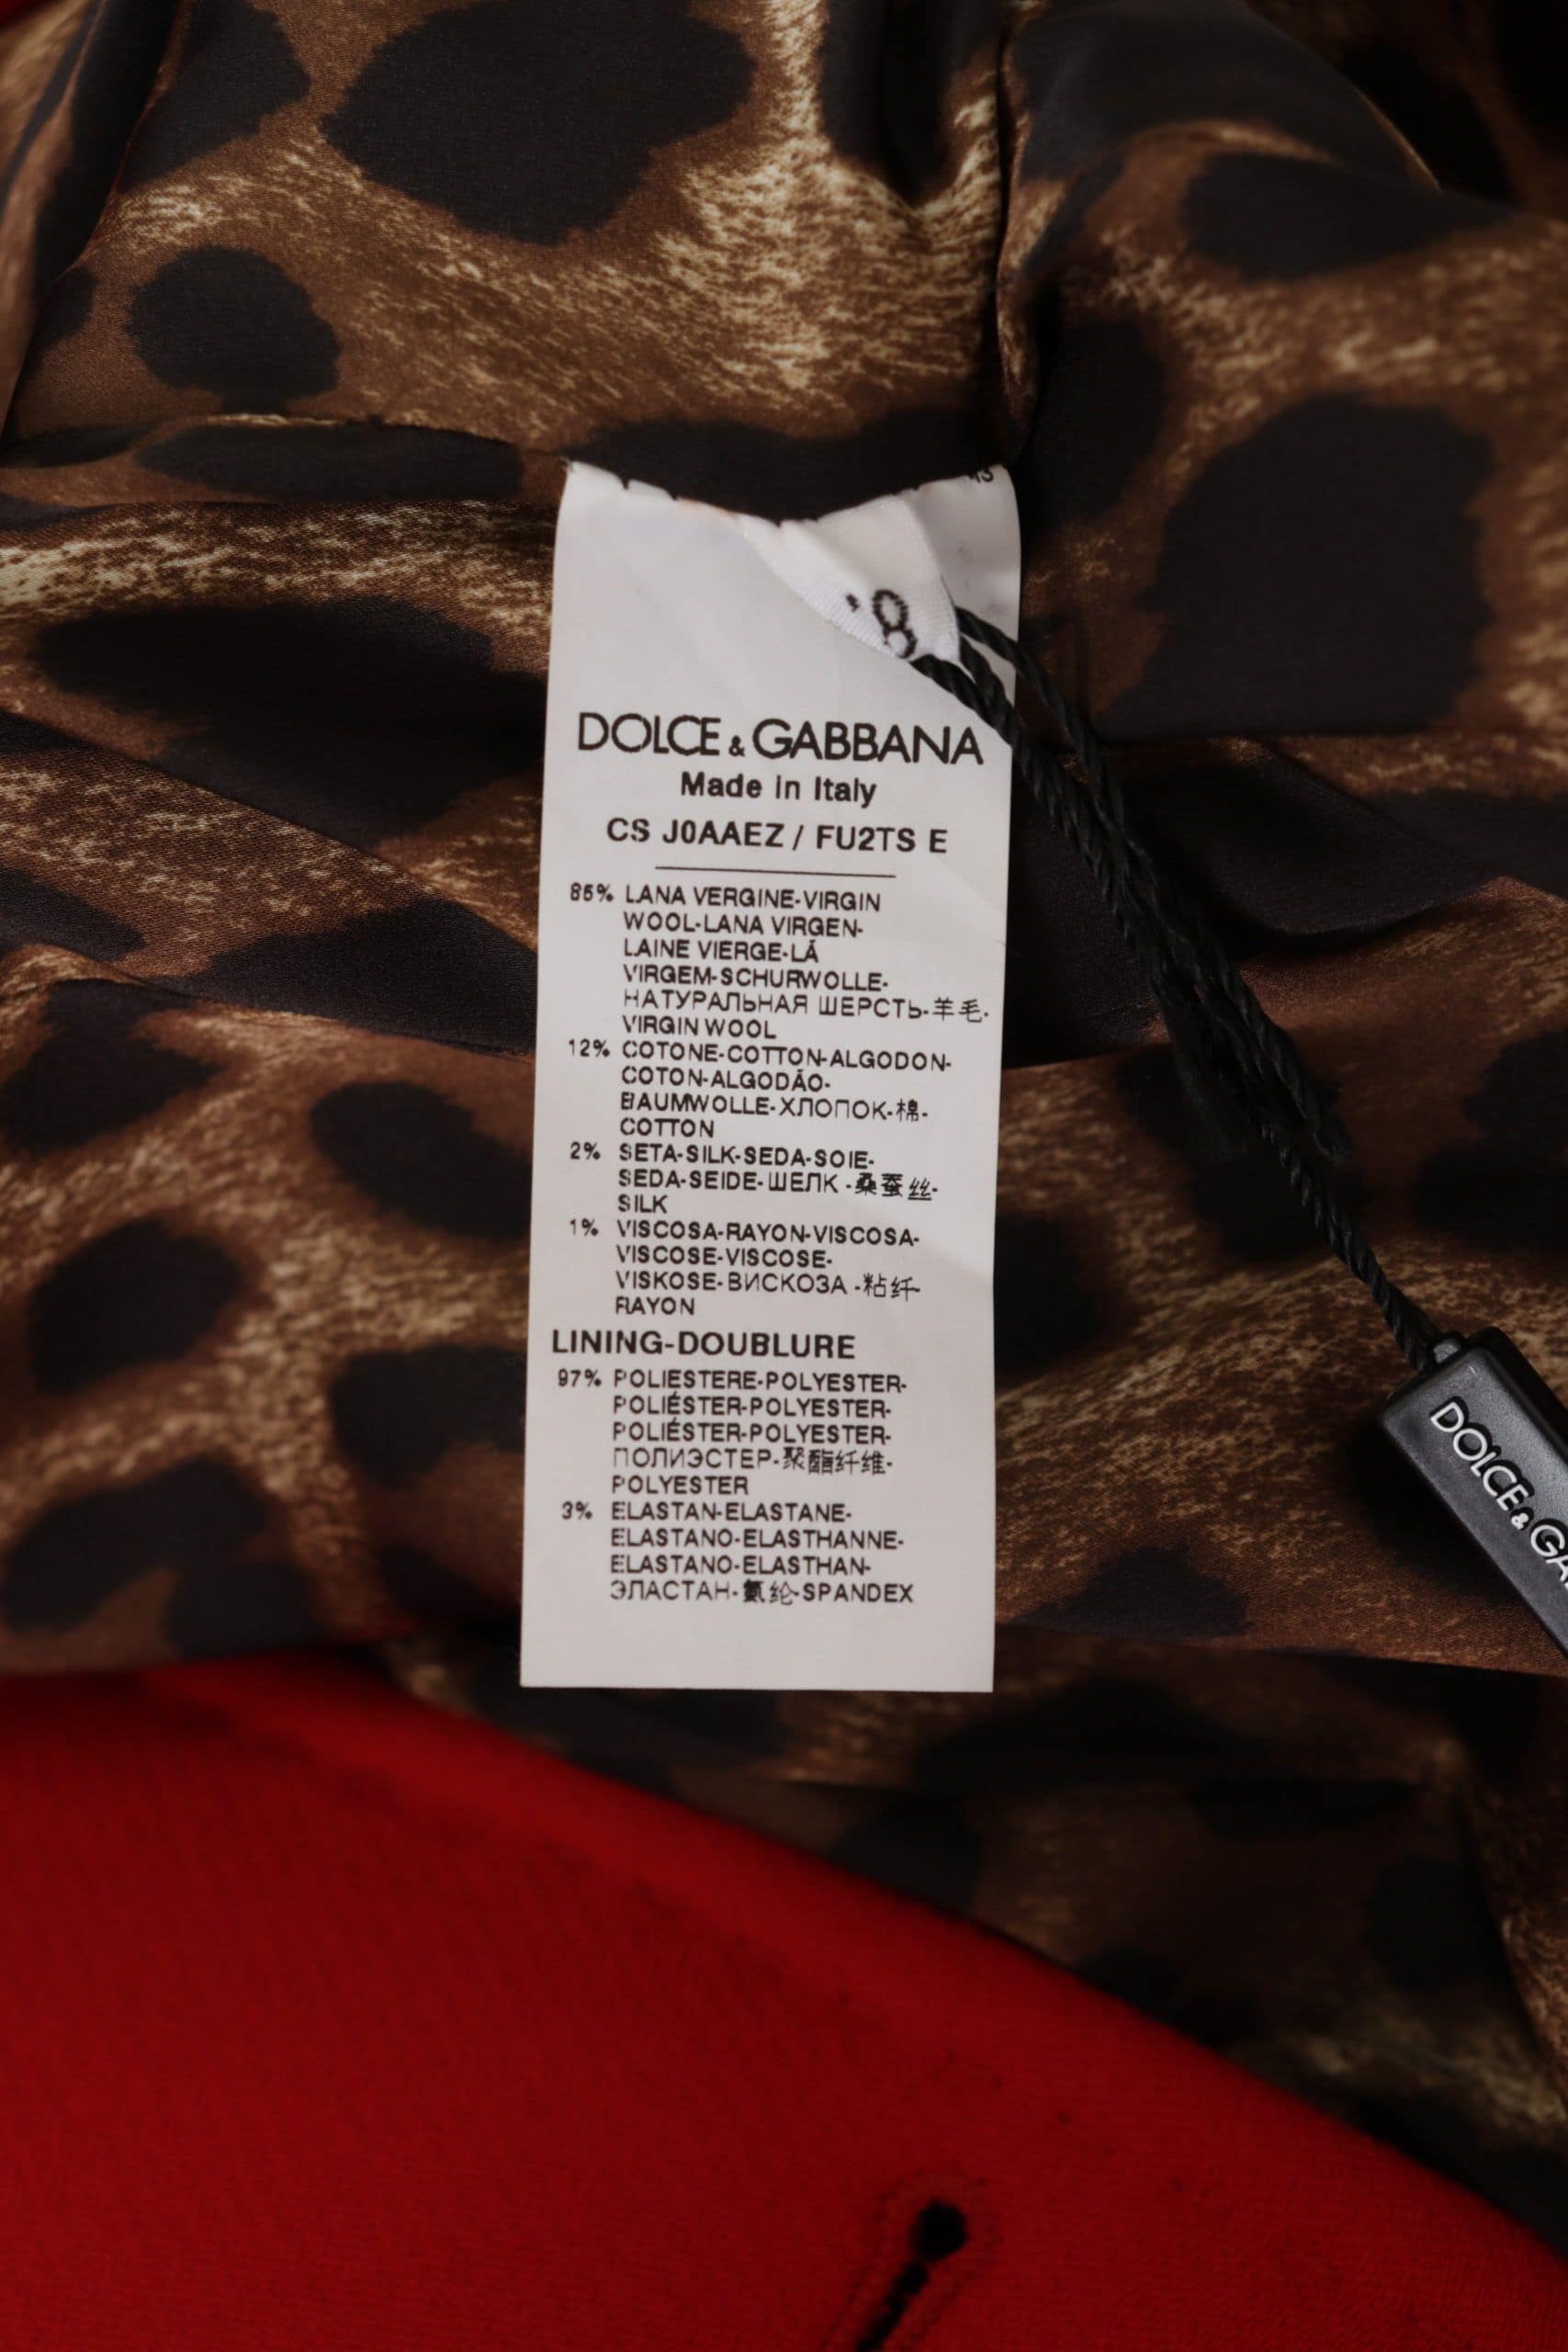 DOLCE & GABBANA
Made in Italy
CS J0AAEZ / FU2TS E
85% LANA VERGINE-VIRGIN
WOOL-LANA VIRGEN-
LAINE VIERGE-LÃ
VIRGEM-SCHURWOLLE-
НАТУРАЛЬНАЯ ШЕРСТЬ-羊毛-
VIRGIN WOOL
12% COTONE-COTTON-ALGODON-
COTON-ALGODÃO-
BAUMWOLLE-ХЛОПОК-棉-
COTTON
2% SETA-SILK-SEDA-SOIE-
SEDA-SEIDE-ШЕЛК -桑蚕丝-
SILK
1% VISCOSA-RAYON-VISCOSA-
VISCOSE-VISCOSE-
VISKOSE-ВИСКОЗА -粘纤-
RAYON
LINING-DOUBLURE
97% POLIESTERE-POLYESTER-
POLIÉSTER-POLYESTER-
POLIÉSTER-POLYESTER-
ПОЛИЭСТЕР-聚酯纤维-
POLYESTER
3% ELASTAN-ELASTANE-
ELASTANO-ELASTHANNE-
ELASTANO-ELASTHAN-
ЭЛАСТАН-氨纶-SPANDEX
DOLCE & GA